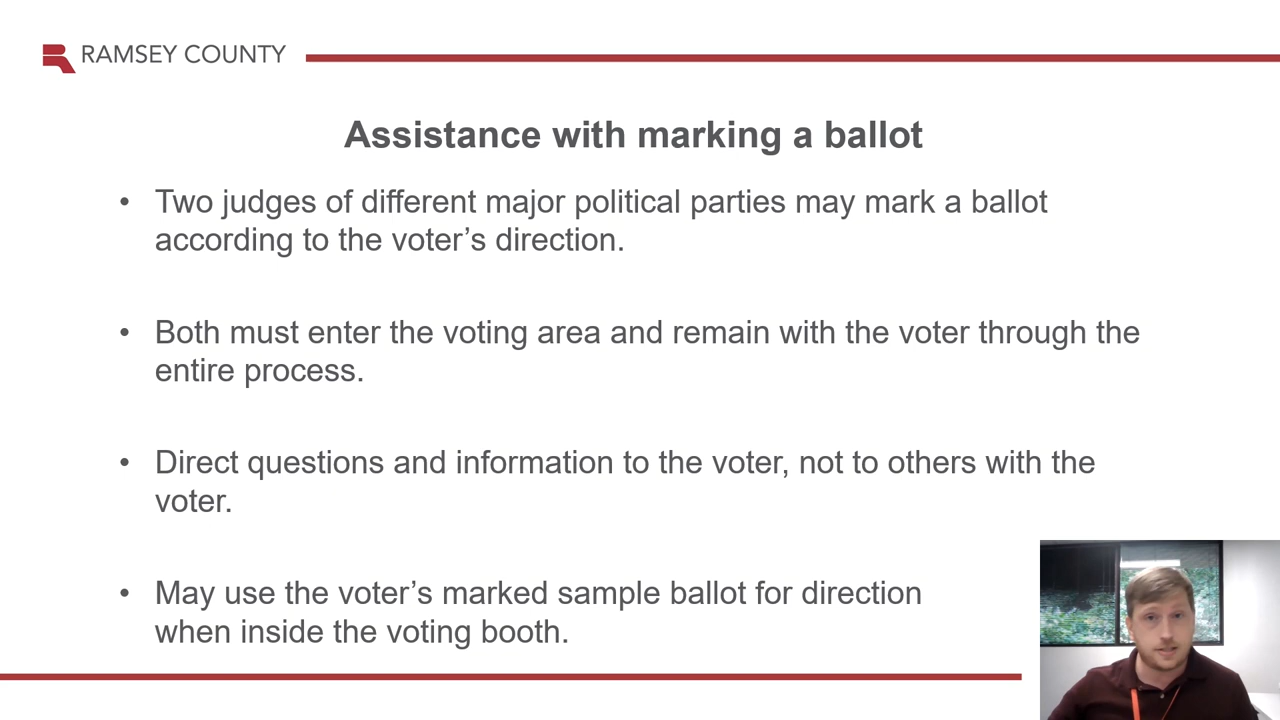 RAMSEY COUNTY
Assistance with marking a ballot
• Two judges of different major political parties may mark a ballot
according to the voter’s direction.
• Both must enter the voting area and remain with the voter through the
entire process.
• Direct questions and information to the voter, not to others with the
voter.
• May use the voter’s marked sample ballot for direction
when inside the voting booth.